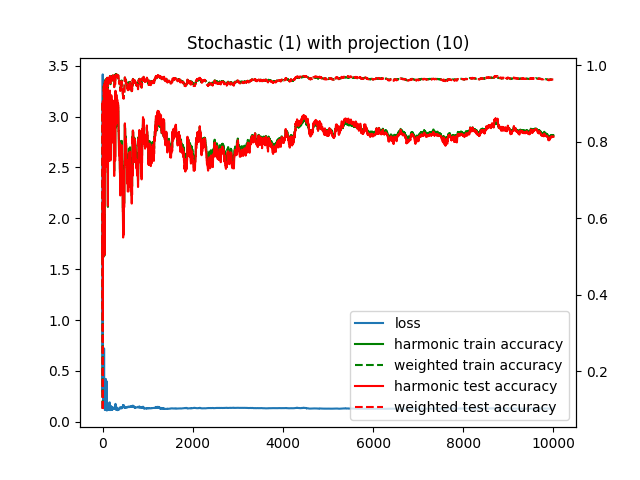 Stochastic (1) with projection (10)
3.5
3.0
2.5
2.0
1.5
1.0
0.5
0.0
1.0
0.8
0.6
0.4
0.2
loss
harmonic train accuracy
weighted train accuracy
harmonic test accuracy
weighted test accuracy
0 2000 4000 6000 8000 10000